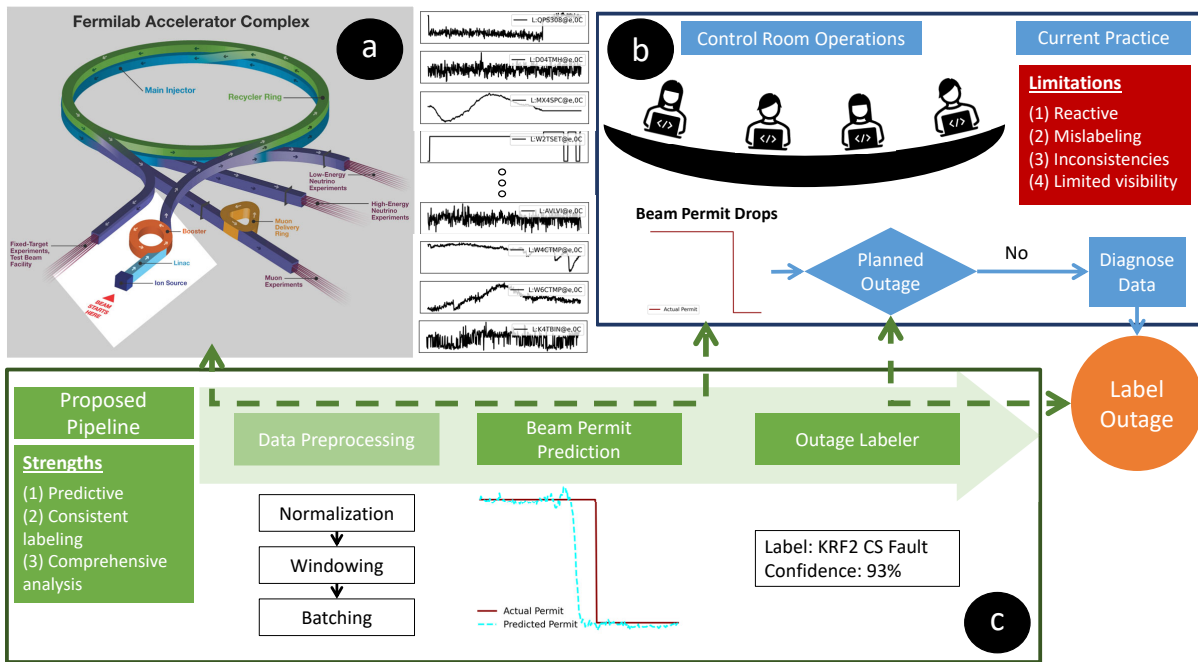 Fermilab Accelerator Complex
a
Main Injector
Recycler Ring
Low-Energy
Neutrino
Experiments
High-Energy
Neutrino
Experiments
Muon
Delivery
Ring
Booster
Fixed-Target
Experiments,
Test Beam
Facility
Linac
Ion Source
Muon
Experiments
BEAM
STARTS
HERE
L:QPS308@e,0C
L:D04TMH@e,0C
L:MX4SPC@e,0C
L:W2TSET@e,0C
L:AVLVI@e,0C
L:W4CTMP@e,0C
L:W6CTMP@e,0C
L:K4TBIN@e,0C
b
Control Room Operations
Current Practice
Limitations
(1) Reactive
(2) Mislabeling
(3) Inconsistencies
(4) Limited visibility
</>
</>
</>
</>
Beam Permit Drops
Actual Permit
Planned
Outage
No
Diagnose
Data
Label
Outage
Proposed
Pipeline
Strengths
(1) Predictive
(2) Consistent
labeling
(3) Comprehensive
analysis
Data Preprocessing
Normalization
Windowing
Batching
Beam Permit
Prediction
Actual Permit
Predicted Permit
Outage Labeler
Label: KRF2 CS Fault
Confidence: 93%
c